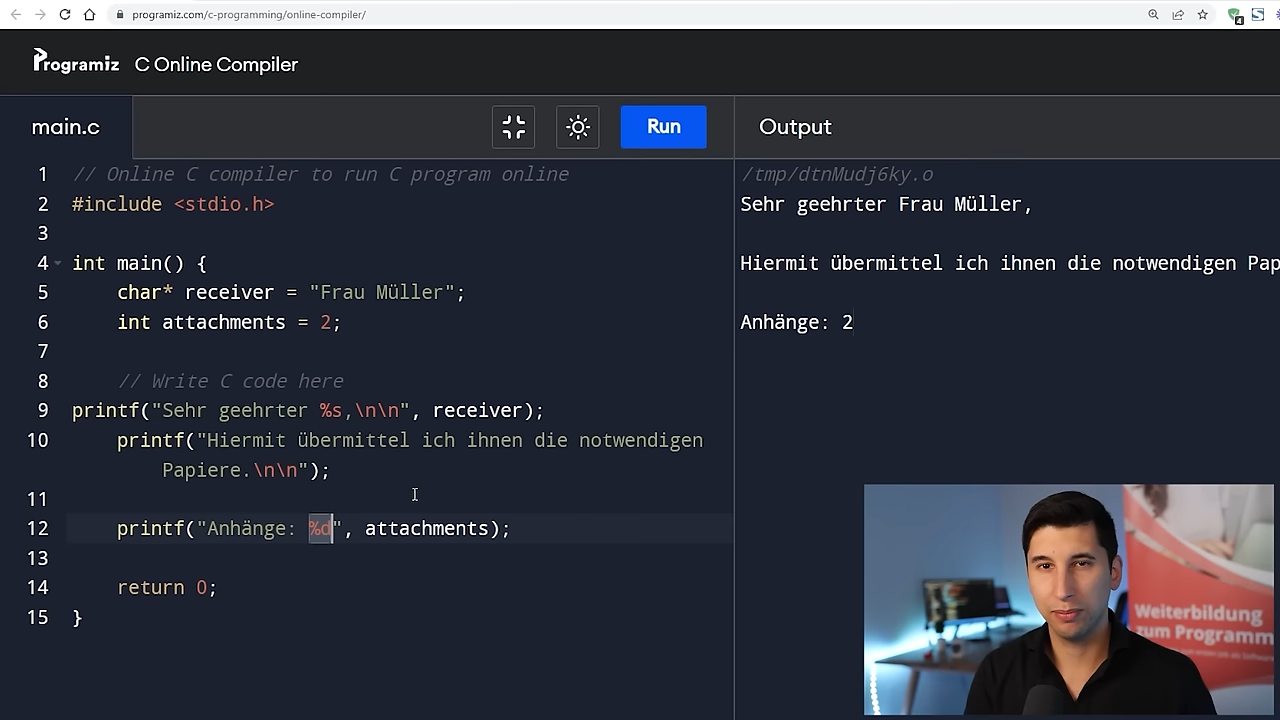 programiz.com/c-programming/online-compiler/
4
Programiz C Online Compiler
main.c
Run
Output
1 // Online C compiler to run C program online
2 #include <stdio.h>
3
4 int main() {
5 char* receiver = "Frau Müller";
6 int attachments = 2;
7
8 // Write C code here
9 printf("Sehr geehrter %s,\n\n", receiver);
10 printf("Hiermit übermittel ich ihnen die notwendigen
Papiere.\n\n");
11
12 printf("Anhänge: %d", attachments);
13
14 return 0;
15 }
/tmp/dtnMudj6ky.o
Sehr geehrter Frau Müller,
Hiermit übermittel ich ihnen die notwendigen Pap
Anhänge: 2
Weiterbildung
zum Programm